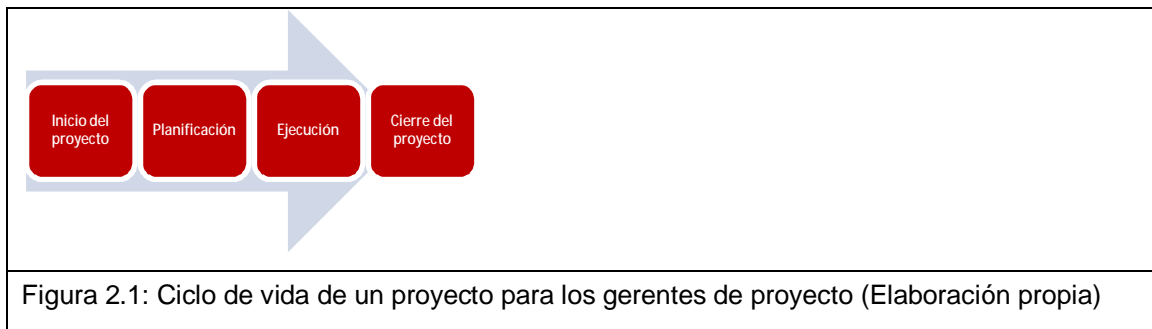 Inicio del
proyecto
Planificación
Ejecución
Cierre del
proyecto
Figura 2.1: Ciclo de vida de un proyecto para los gerentes de proyecto (Elaboración propia)